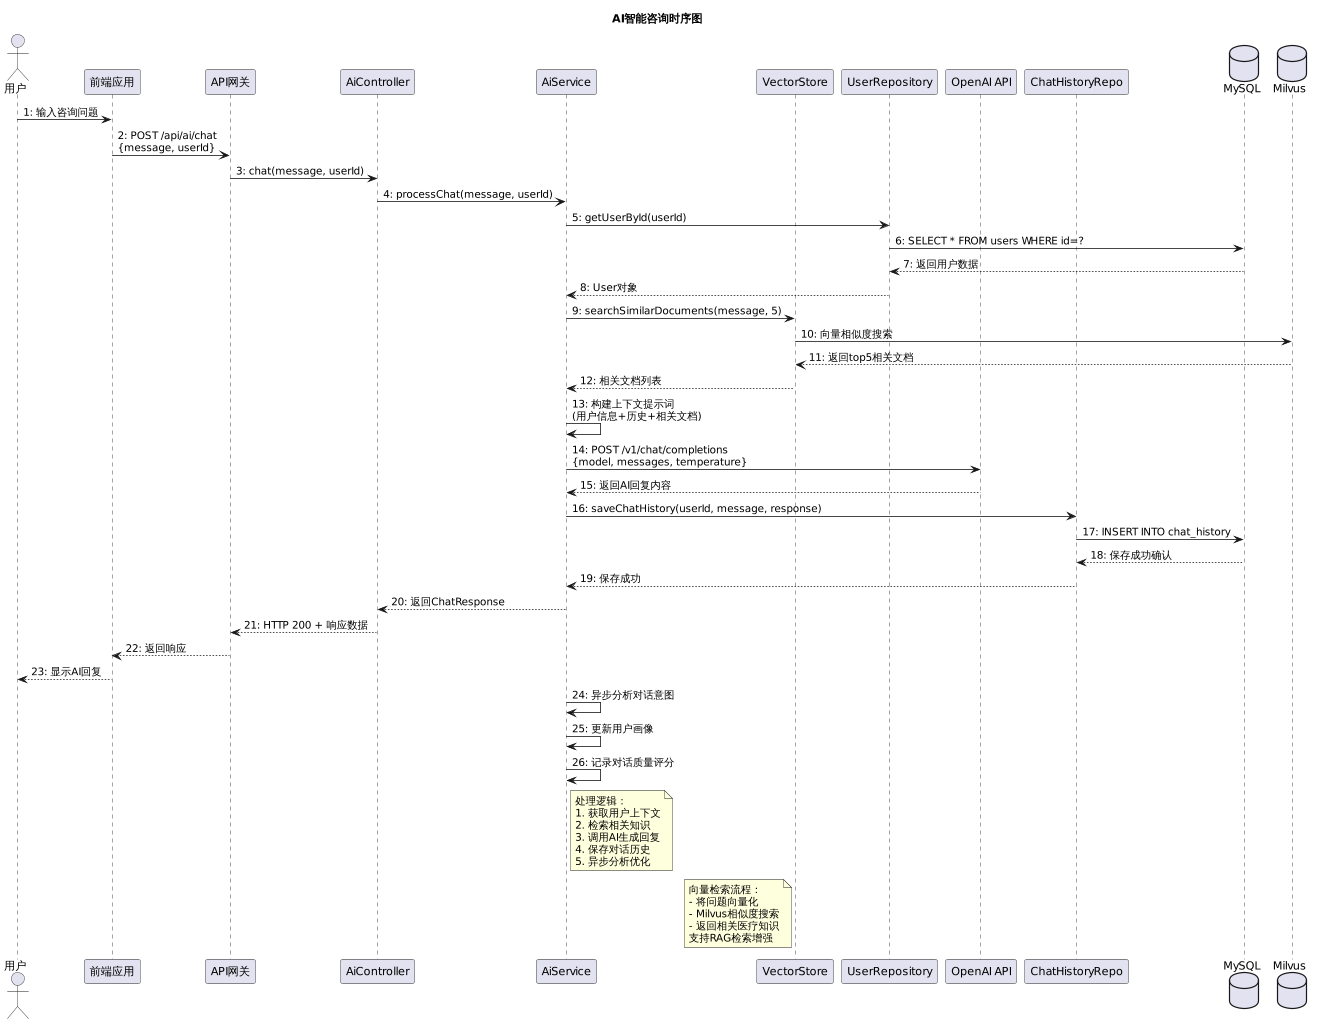 AI智能咨询时序图
用户
前端应用
API网关
AiController
AiService
VectorStore
UserRepository
OpenAI API
ChatHistoryRepo
MySQL
Milvus
1: 输入咨询问题
2: POST /api/ai/chat
{message, userId}
3: chat(message, userId)
4: processChat(message, userId)
5: getUserById(userId)
6: SELECT * FROM users WHERE id=?
7: 返回用户数据
8: User对象
9: searchSimilarDocuments(message, 5)
10: 向量相似度搜索
11: 返回top5相关文档
12: 相关文档列表
13: 构建上下文提示词
(用户信息+历史+相关文档)
14: POST /v1/chat/completions
{model, messages, temperature}
15: 返回AI回复内容
16: saveChatHistory(userId, message, response)
17: INSERT INTO chat_history
18: 保存成功确认
19: 保存成功
20: 返回ChatResponse
21: HTTP 200 + 响应数据
22: 返回响应
23: 显示AI回复
24: 异步分析对话意图
25: 更新用户画像
26: 记录对话质量评分
处理逻辑：
1. 获取用户上下文
2. 检索相关知识
3. 调用AI生成回复
4. 保存对话历史
5. 异步分析优化
向量检索流程：
- 将问题向量化
- Milvus相似度搜索
- 返回相关医疗知识
支持RAG检索增强
用户
前端应用
API网关
AiController
AiService
VectorStore
UserRepository
OpenAI API
ChatHistoryRepo
MySQL
Milvus